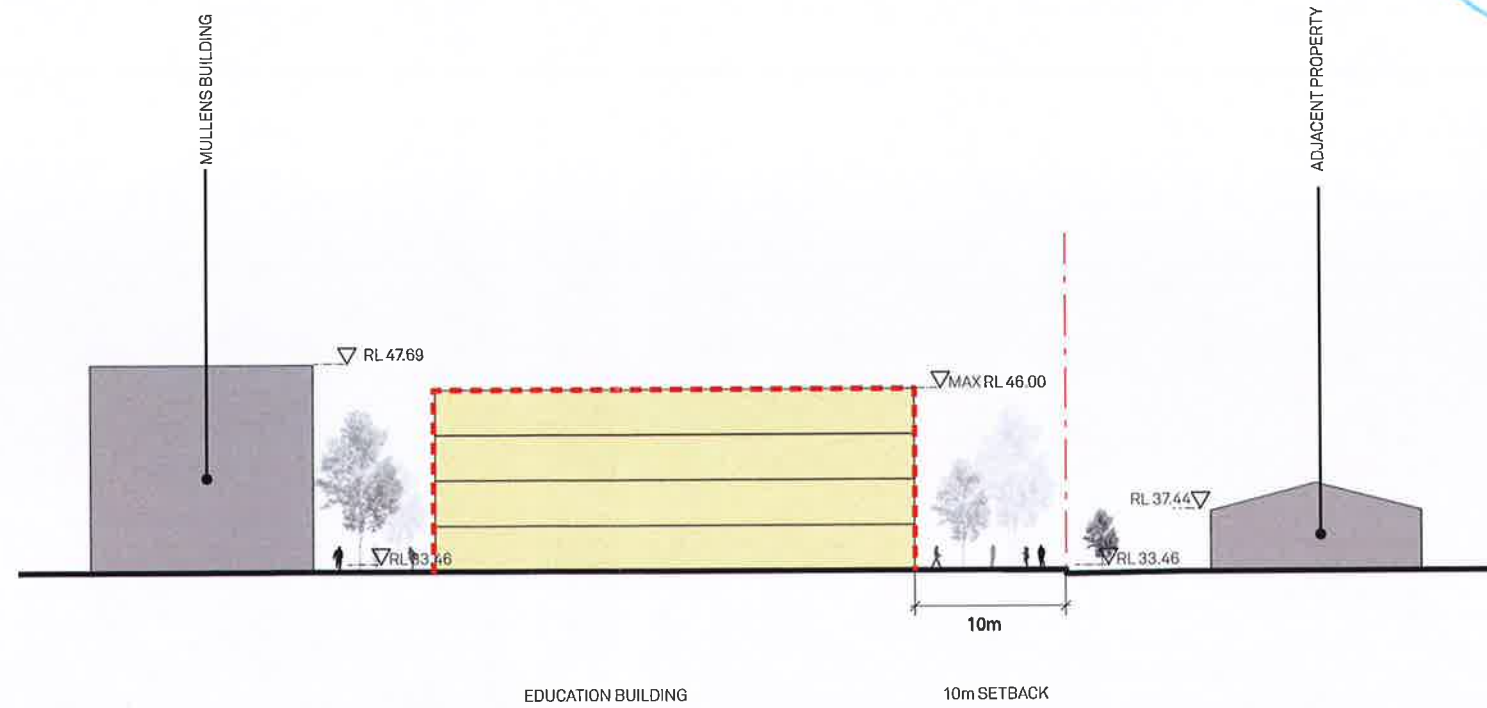 MULLENS BUILDING
ADJACENT PROPERTY
RL 47.69
MAX RL 46.00
RL 37.44
RL 33.46
RL 33.46
10m
EDUCATION BUILDING
10m SETBACK